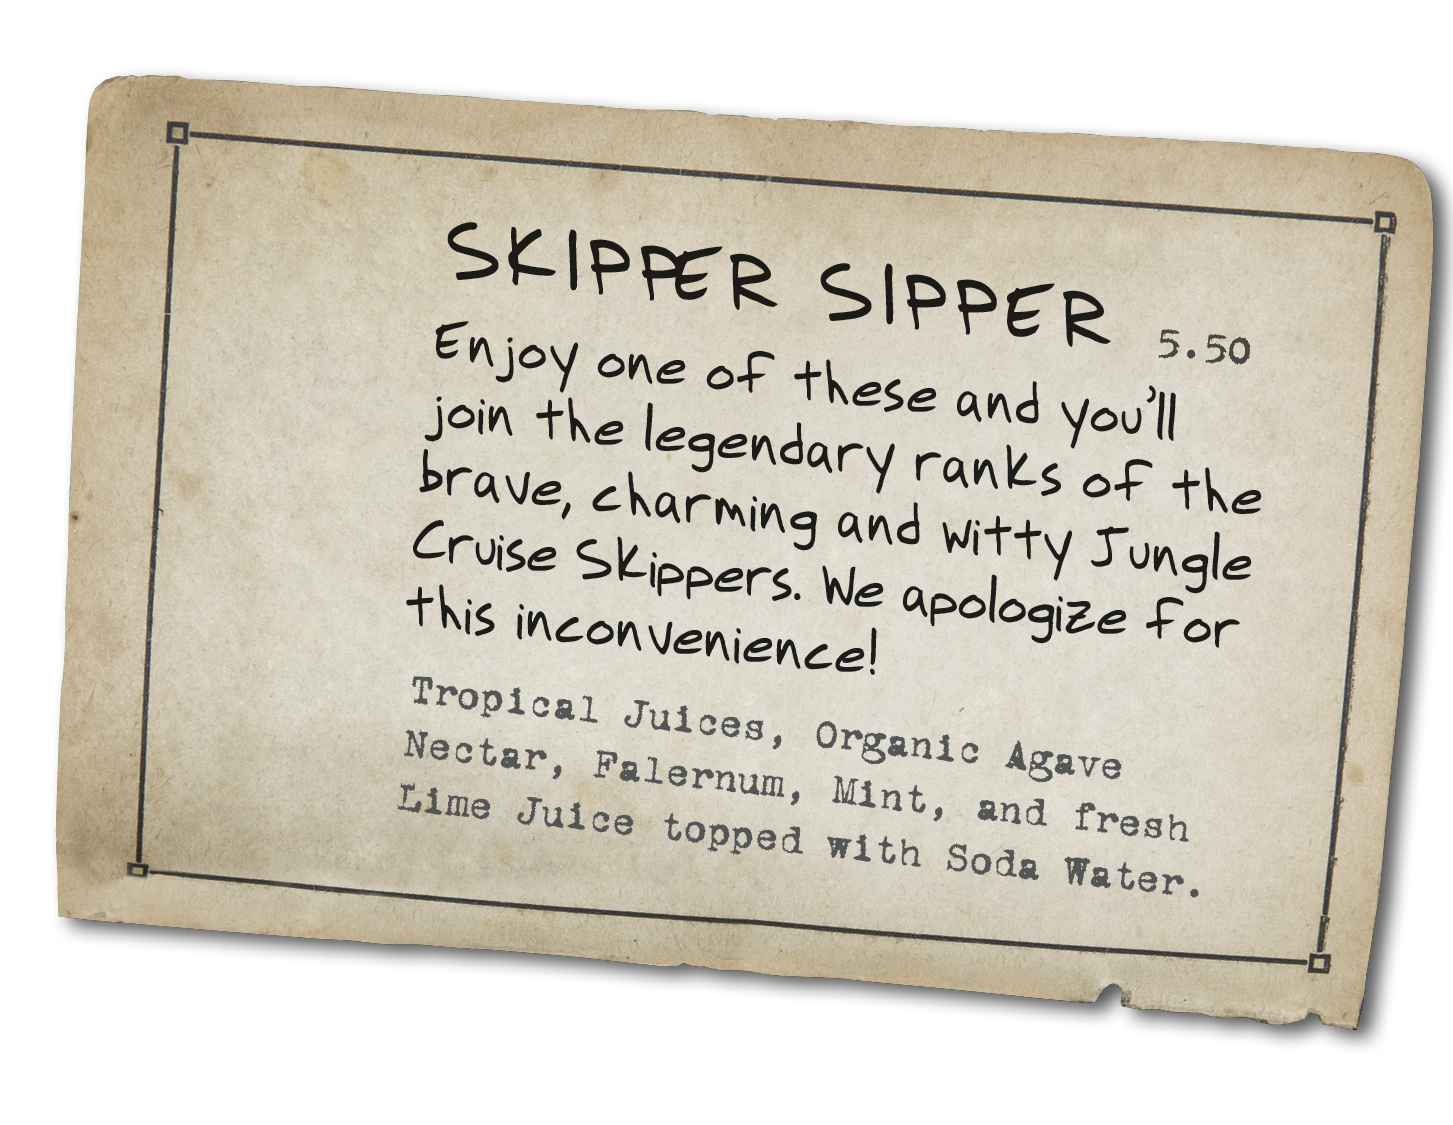 SKIPPER SIPPER 5.50
Enjoy one of these and you'll
join the legendary ranks of the
brave, charming and witty Jungle
Cruise Skippers. We apologize for
this inconvenience!
Tropical Juices, Organic Agave
Nectar, Falernum, Mint, and fresh
Lime Juice topped with Soda Water.